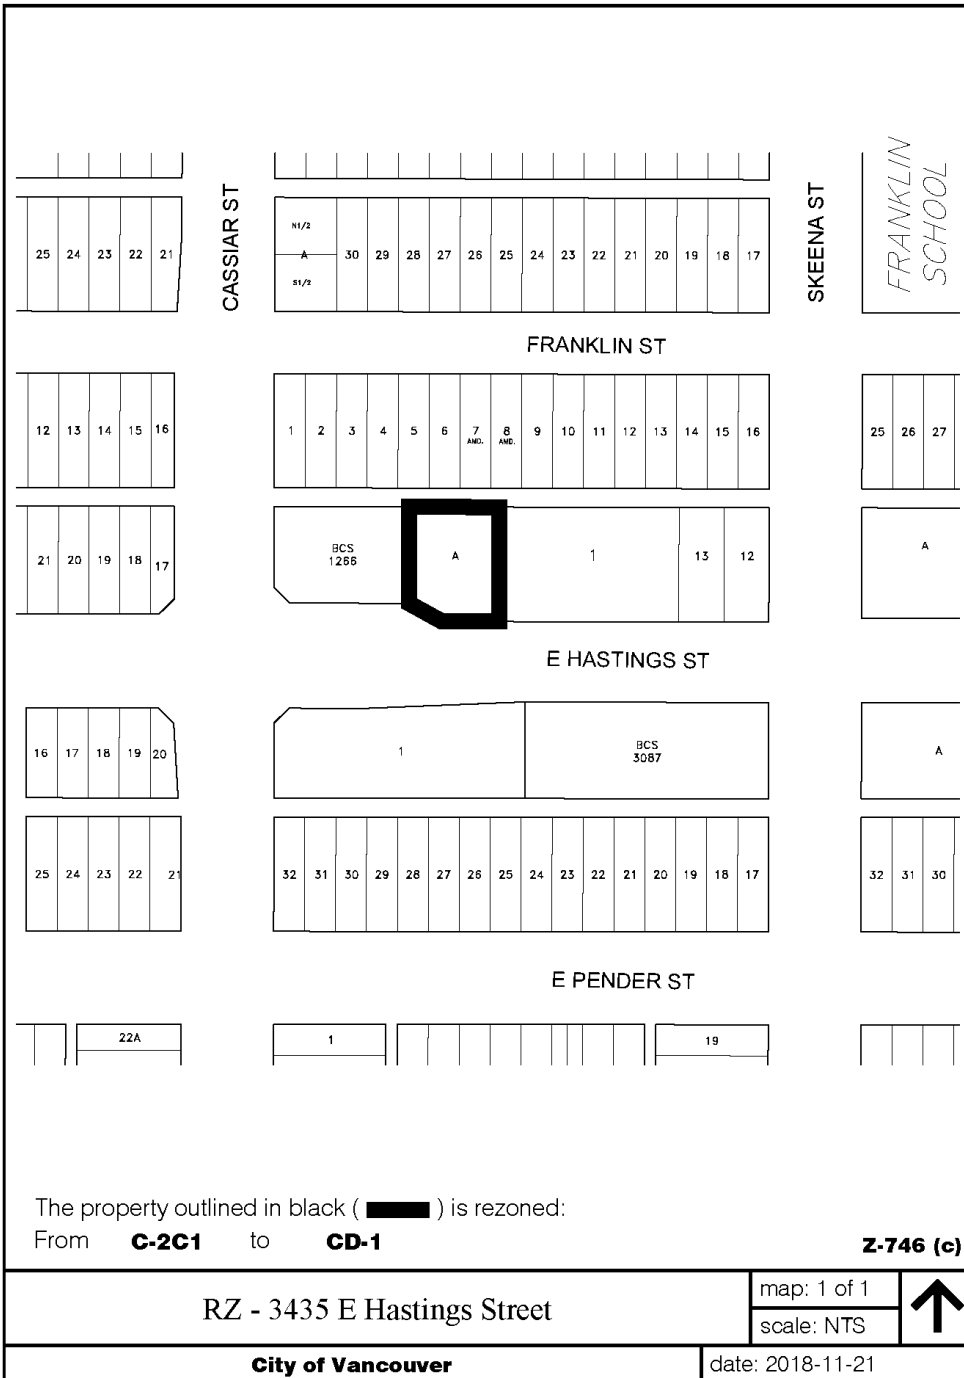 FRANKLIN
SCHOOL
CASSIAR ST
SKEENA ST
25 24 23 22 21
N1/2
A
S1/2
30 29 28 27 26 25 24 23 22 21 20 19 18 17
FRANKLIN ST
12 13 14 15 16
1 2 3 4 5 6 7 8 9 10 11 12 13 14 15 16
AMD. AMD.
25 26 27
21 20 19 18 17
BCS
1266
A
1
13 12
A
E HASTINGS ST
16 17 18 19 20
1
BCS
3087
A
25 24 23 22 21
32 31 30 29 28 27 26 25 24 23 22 21 20 19 18 17
32 31 30
E PENDER ST
22A
1
19
The property outlined in black ( ) is rezoned:
From C-2C1 to CD-1
Z-746 (c)
RZ - 3435 E Hastings Street
map: 1 of 1
scale: NTS
City of Vancouver
date: 2018-11-21